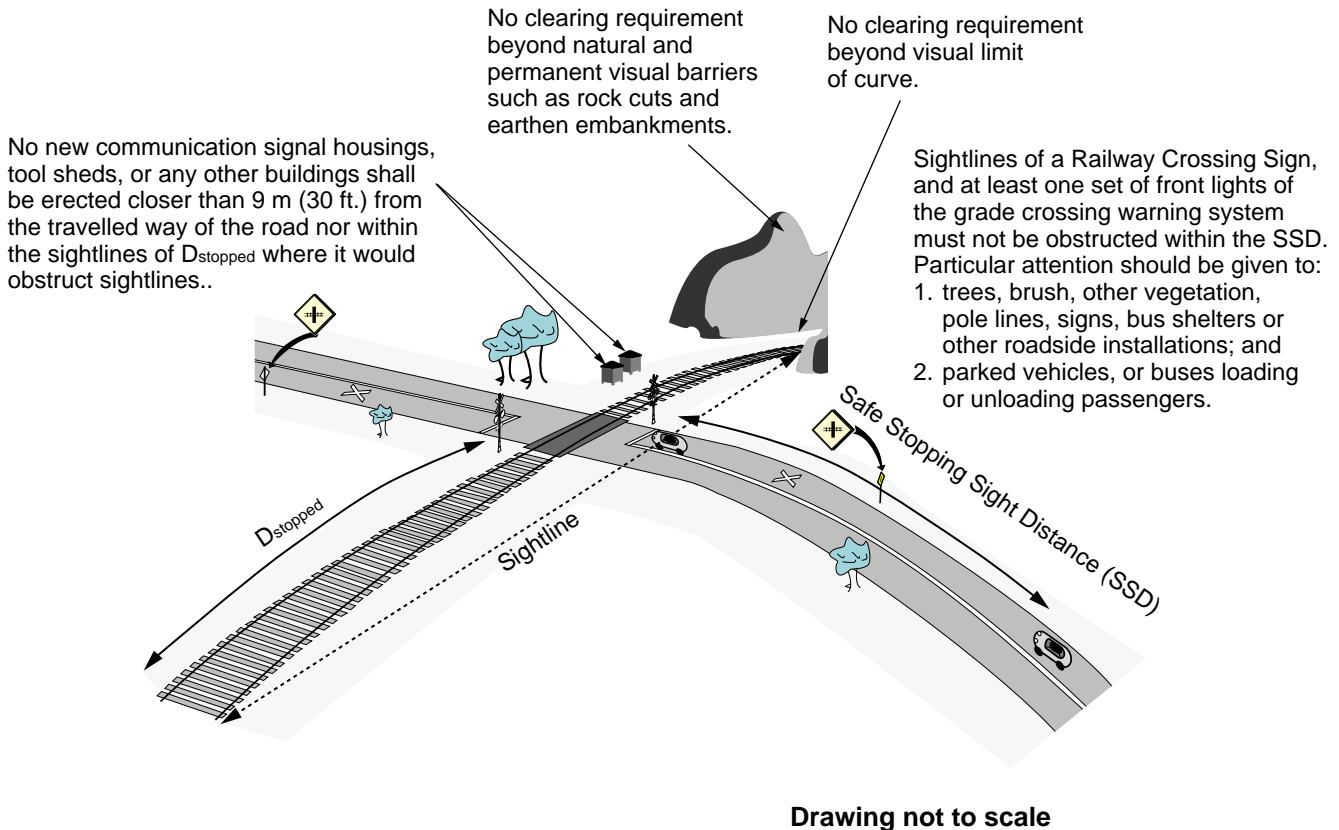 No clearing requirement
beyond natural and
permanent visual barriers
such as rock cuts and
earthen embankments.
No clearing requirement
beyond visual limit
of curve.
No new communication signal housings,
tool sheds, or any other buildings shall
be erected closer than 9 m (30 ft.) from
the travelled way of the road nor within
the sightlines of Dstopped where it would
obstruct sightlines..
Sightlines of a Railway Crossing Sign,
and at least one set of front lights of
the grade crossing warning system
must not be obstructed within the SSD.
Particular attention should be given to:
1. trees, brush, other vegetation,
pole lines, signs, bus shelters or
other roadside installations; and
2. parked vehicles, or buses loading
or unloading passengers.
Safe Stopping Sight Distance (SSD)
Dstopped
Sightline
Drawing not to scale